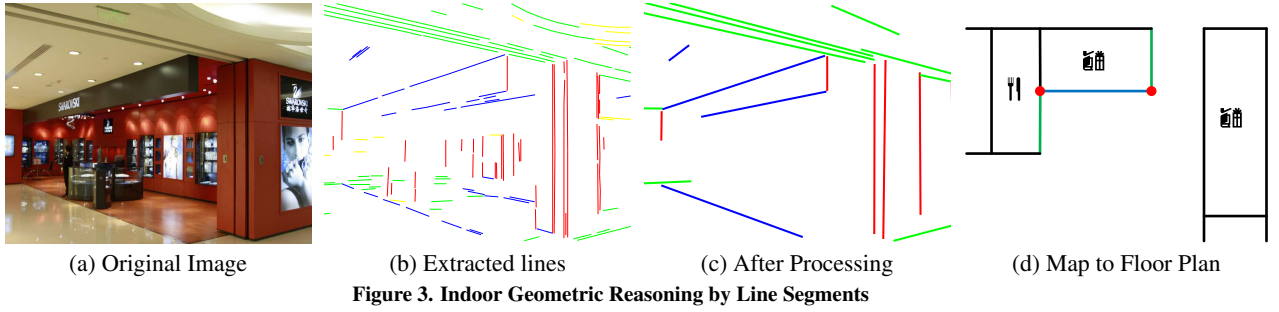 SWAROVSKI
SWAROVSKI
(a) Original Image
(b) Extracted lines
(c) After Processing
(d) Map to Floor Plan
Figure 3. Indoor Geometric Reasoning by Line Segments